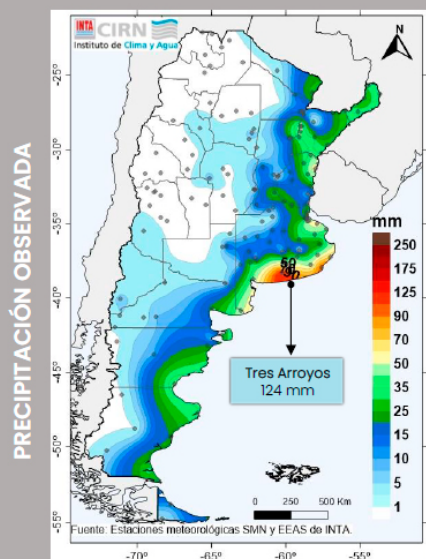 INTA CIRN
Instituto de Clima y Agua
N
PRECIPITACIÓN OBSERVADA
-25°
-30°
-35°
-40°
-45°
-50°
-55°
mm
250
175
125
90
70
50
35
25
15
10
5
1
Tres Arroyos
124 mm
0 250 500 Km
Fuente: Estaciones meteorológicas SMN y EEAS de INTA.
-70° -65° -60° -55°